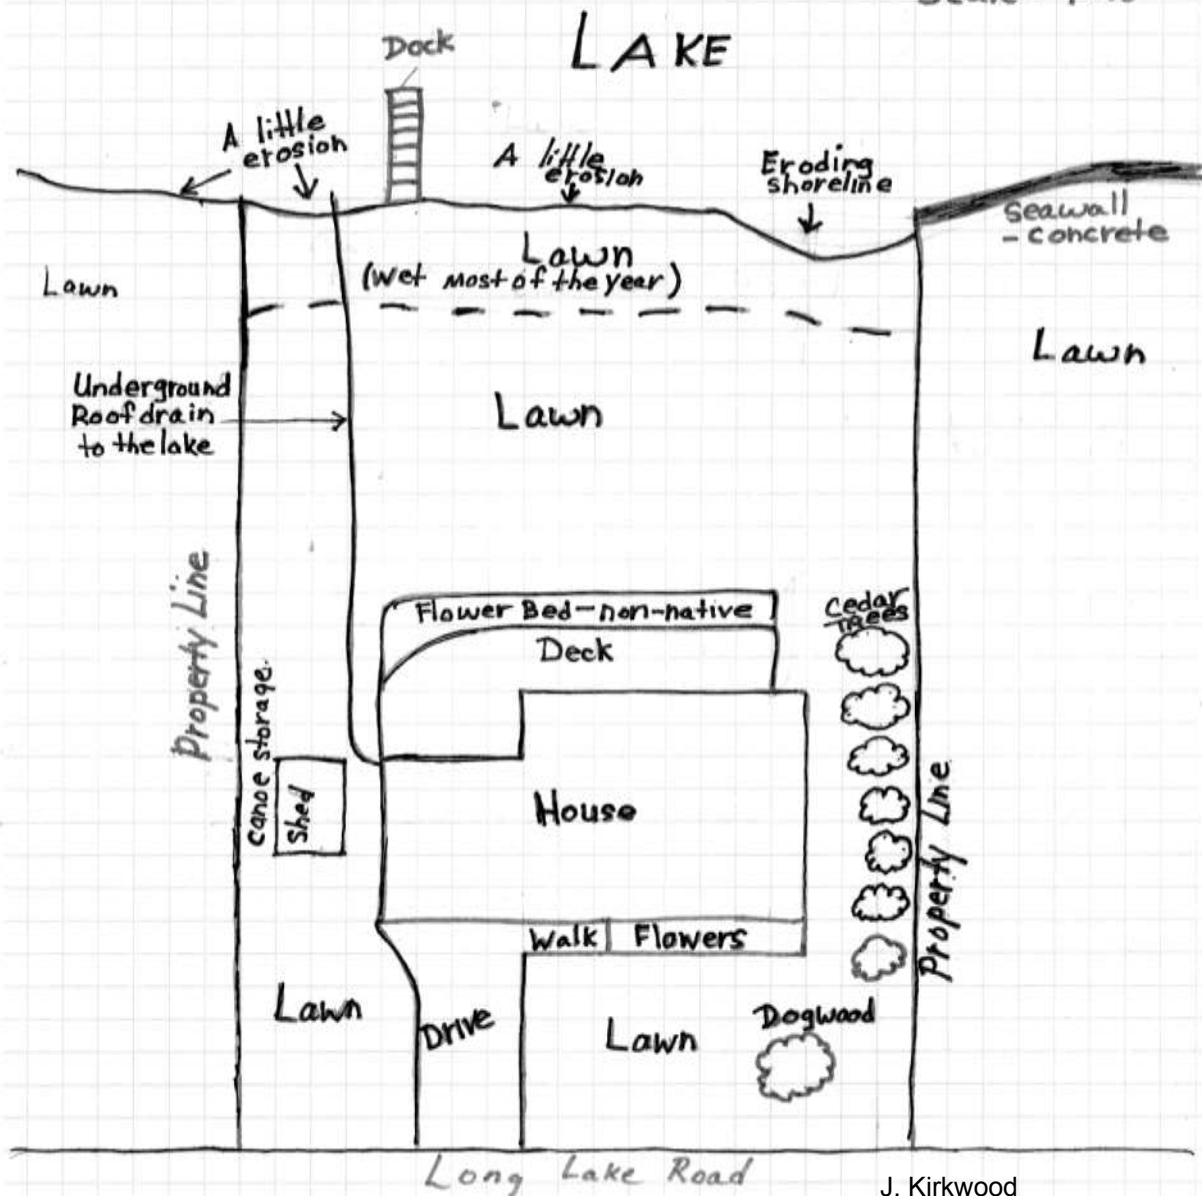 LAKE
Dock
A little
erosion
A little
erosion
Eroding
shoreline
Seawall
- concrete
Lawn
(Wet most of the year)
Lawn
Lawn
Underground
Roof drain
to the lake
Lawn
Property Line
Flower Bed-non-native
Cedar
Trees
Deck
canoe storage.
Shed
House
Property Line
Walk
Flowers
Lawn
Drive
Lawn
Dogwood
Long Lake Road
J. Kirkwood